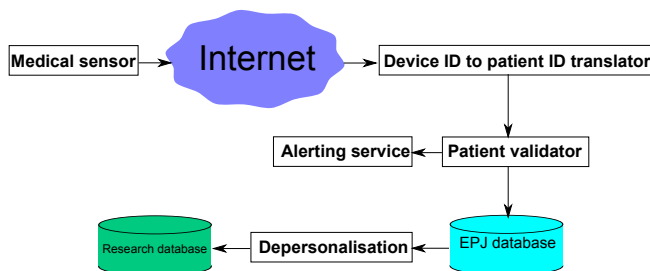 Medical sensor
Internet
Device ID to patient ID translator
Alerting service
Patient validator
Research database
Depersonalisation
EPJ database